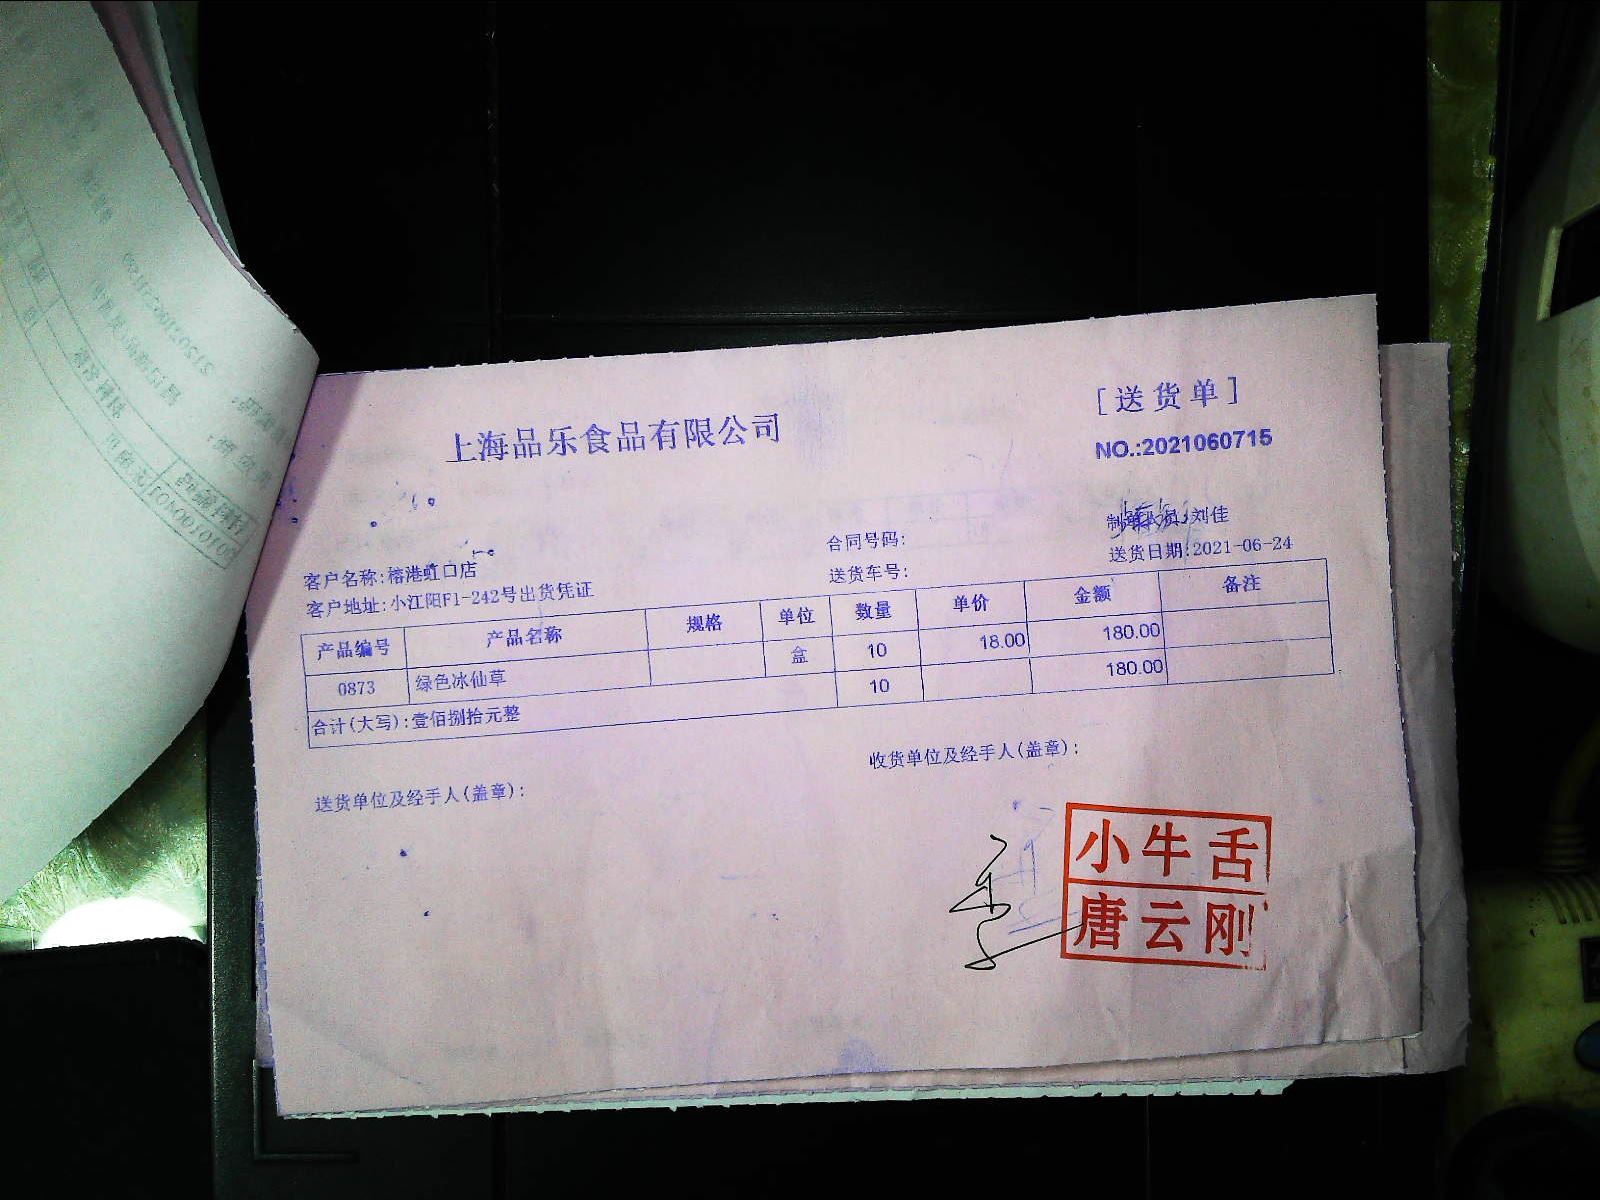 上海品乐食品有限公司
[送货单]
NO.:2021060715
客户名称:榕港虹口店
合同号码:
制单人员:刘佳
客户地址:小江阳F1-242号出货凭证
送货车号:
送货日期:2021-06-24
产品编号 产品名称 规格 单位 数量 单价 金额 备注
0873 绿色冰仙草 盒 10 18.00 180.00
合计(大写):壹佰捌拾元整 10 180.00
送货单位及经手人(盖章):
收货单位及经手人(盖章):
小牛舌
唐云刚